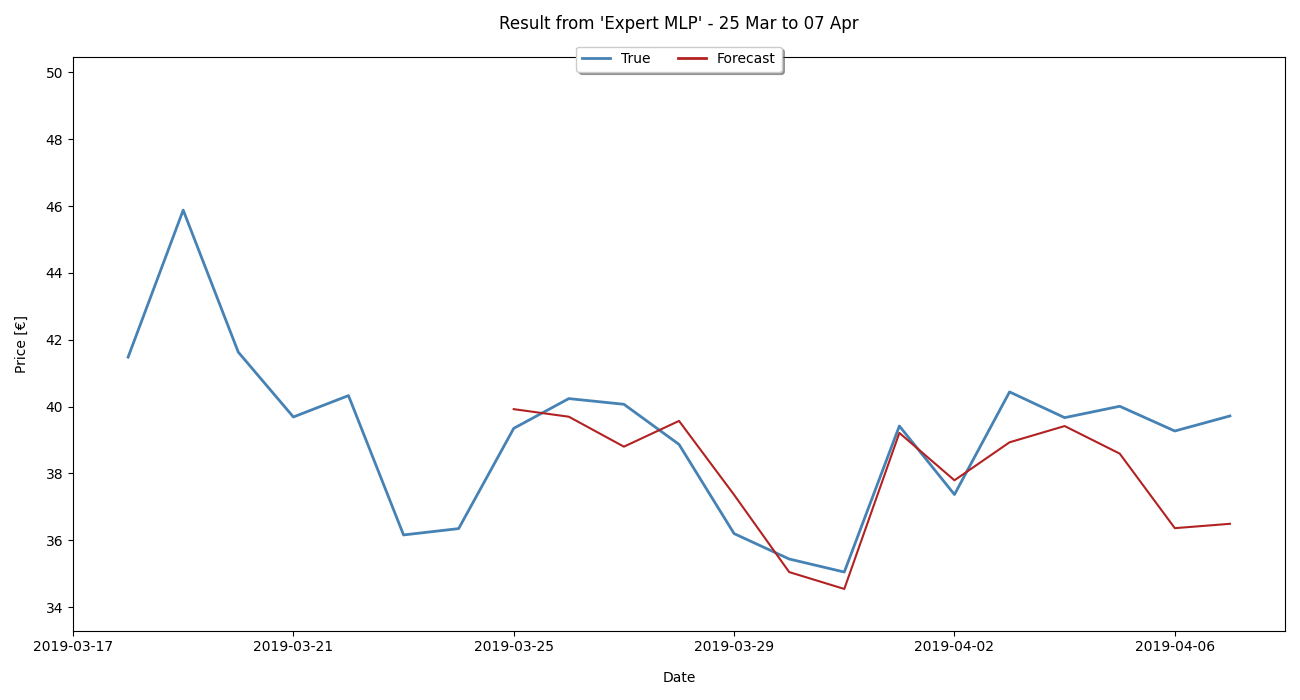 Result from 'Expert MLP' - 25 Mar to 07 Apr
True Forecast
50
48
46
44
42
40
38
36
34
Price [€]
2019-03-17 2019-03-21 2019-03-25 2019-03-29 2019-04-02 2019-04-06
Date